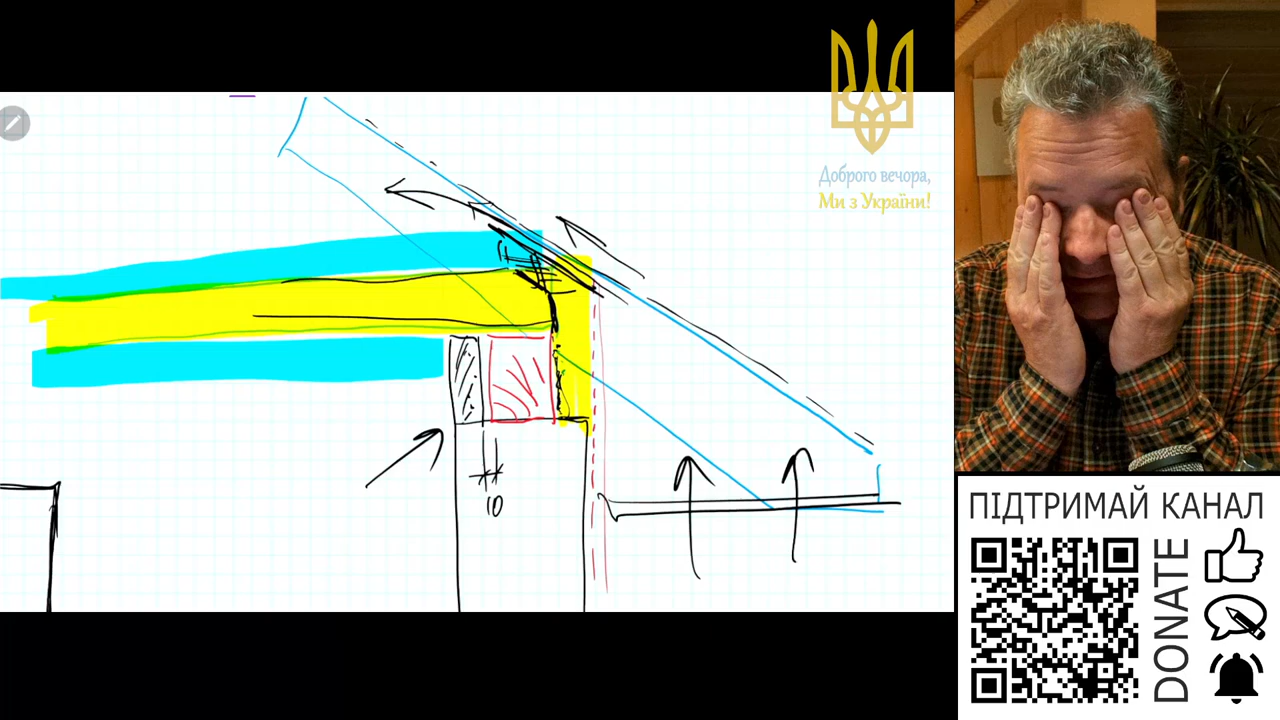 Доброго вечора,
Ми з України!
10
ПІДТРИМАЙ КАНАЛ
DONATE